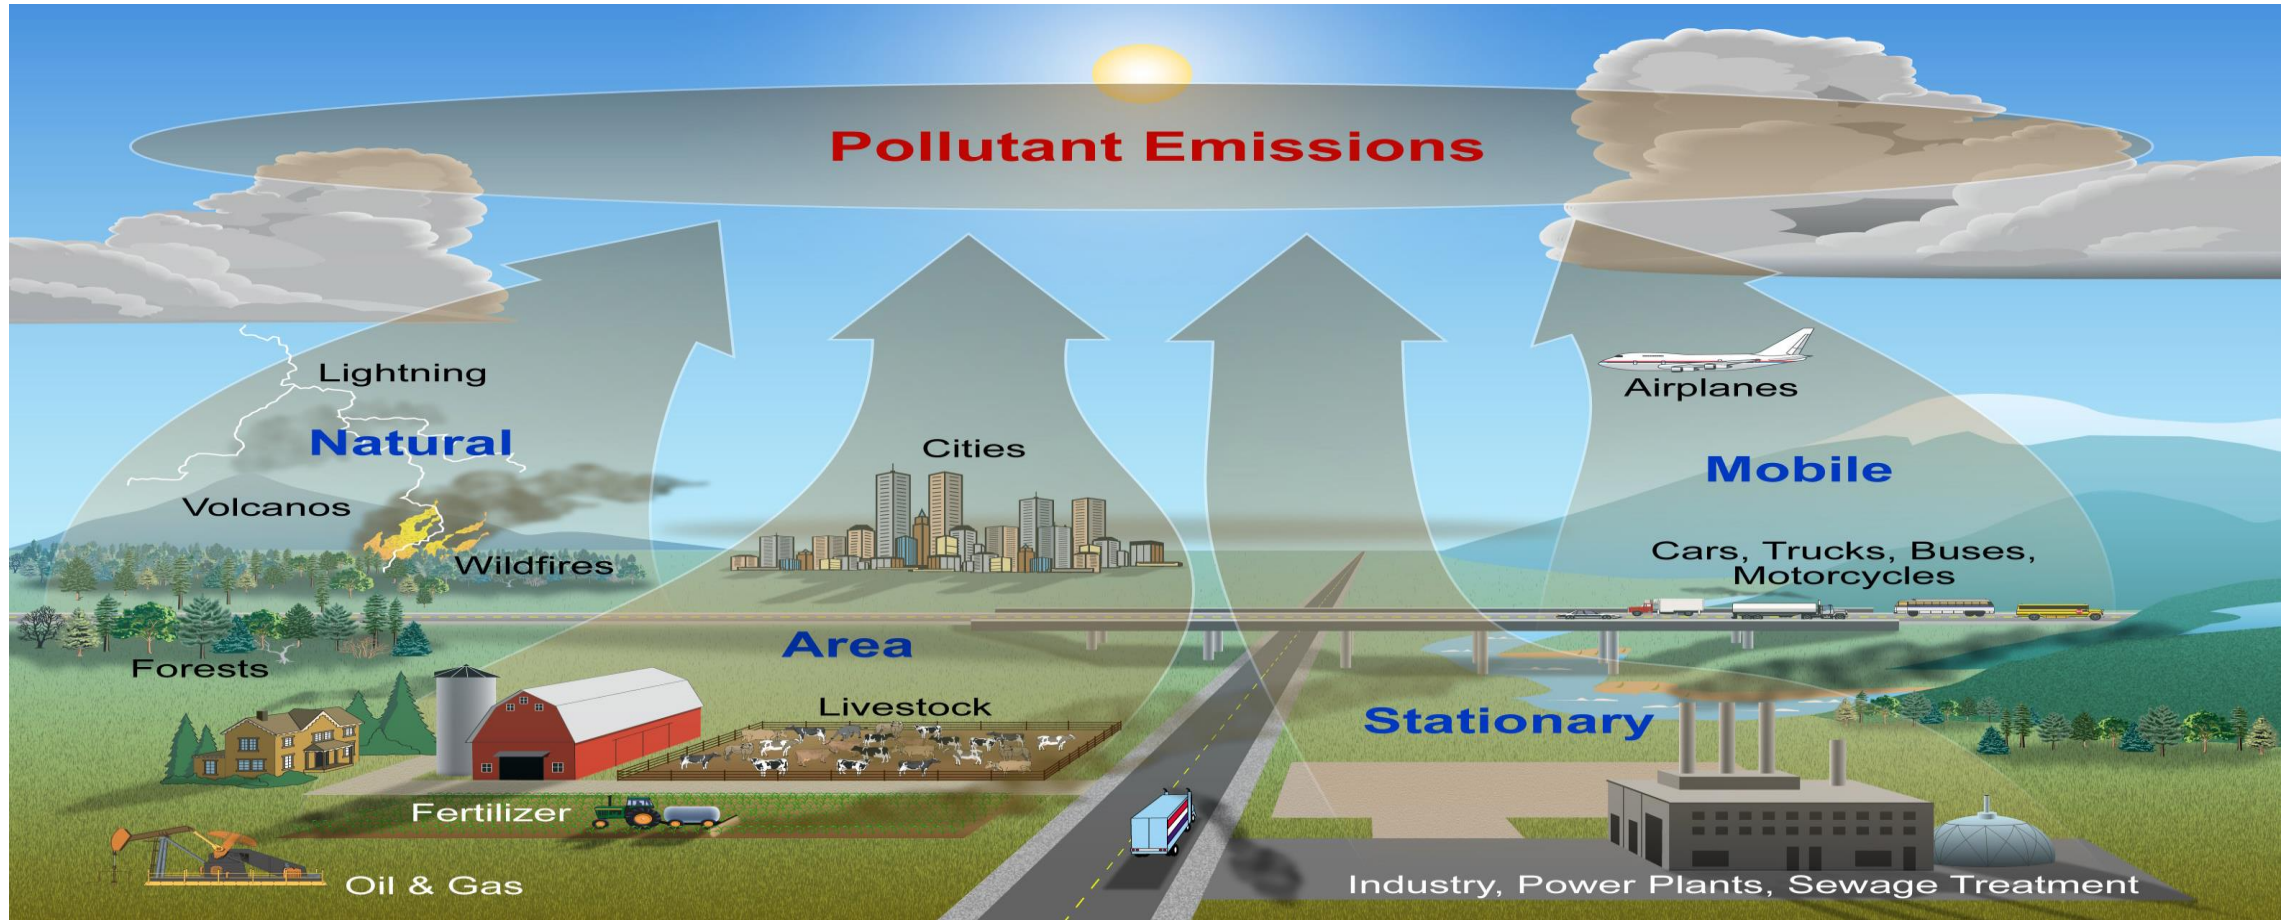 Pollutant Emissions
Lightning
Natural
Volcanos
Wildfires
Forests
Cities
Area
Livestock
Fertilizer
Oil & Gas
Airplanes
Mobile
Cars, Trucks, Buses,
Motorcycles
Stationary
Industry, Power Plants, Sewage Treatment